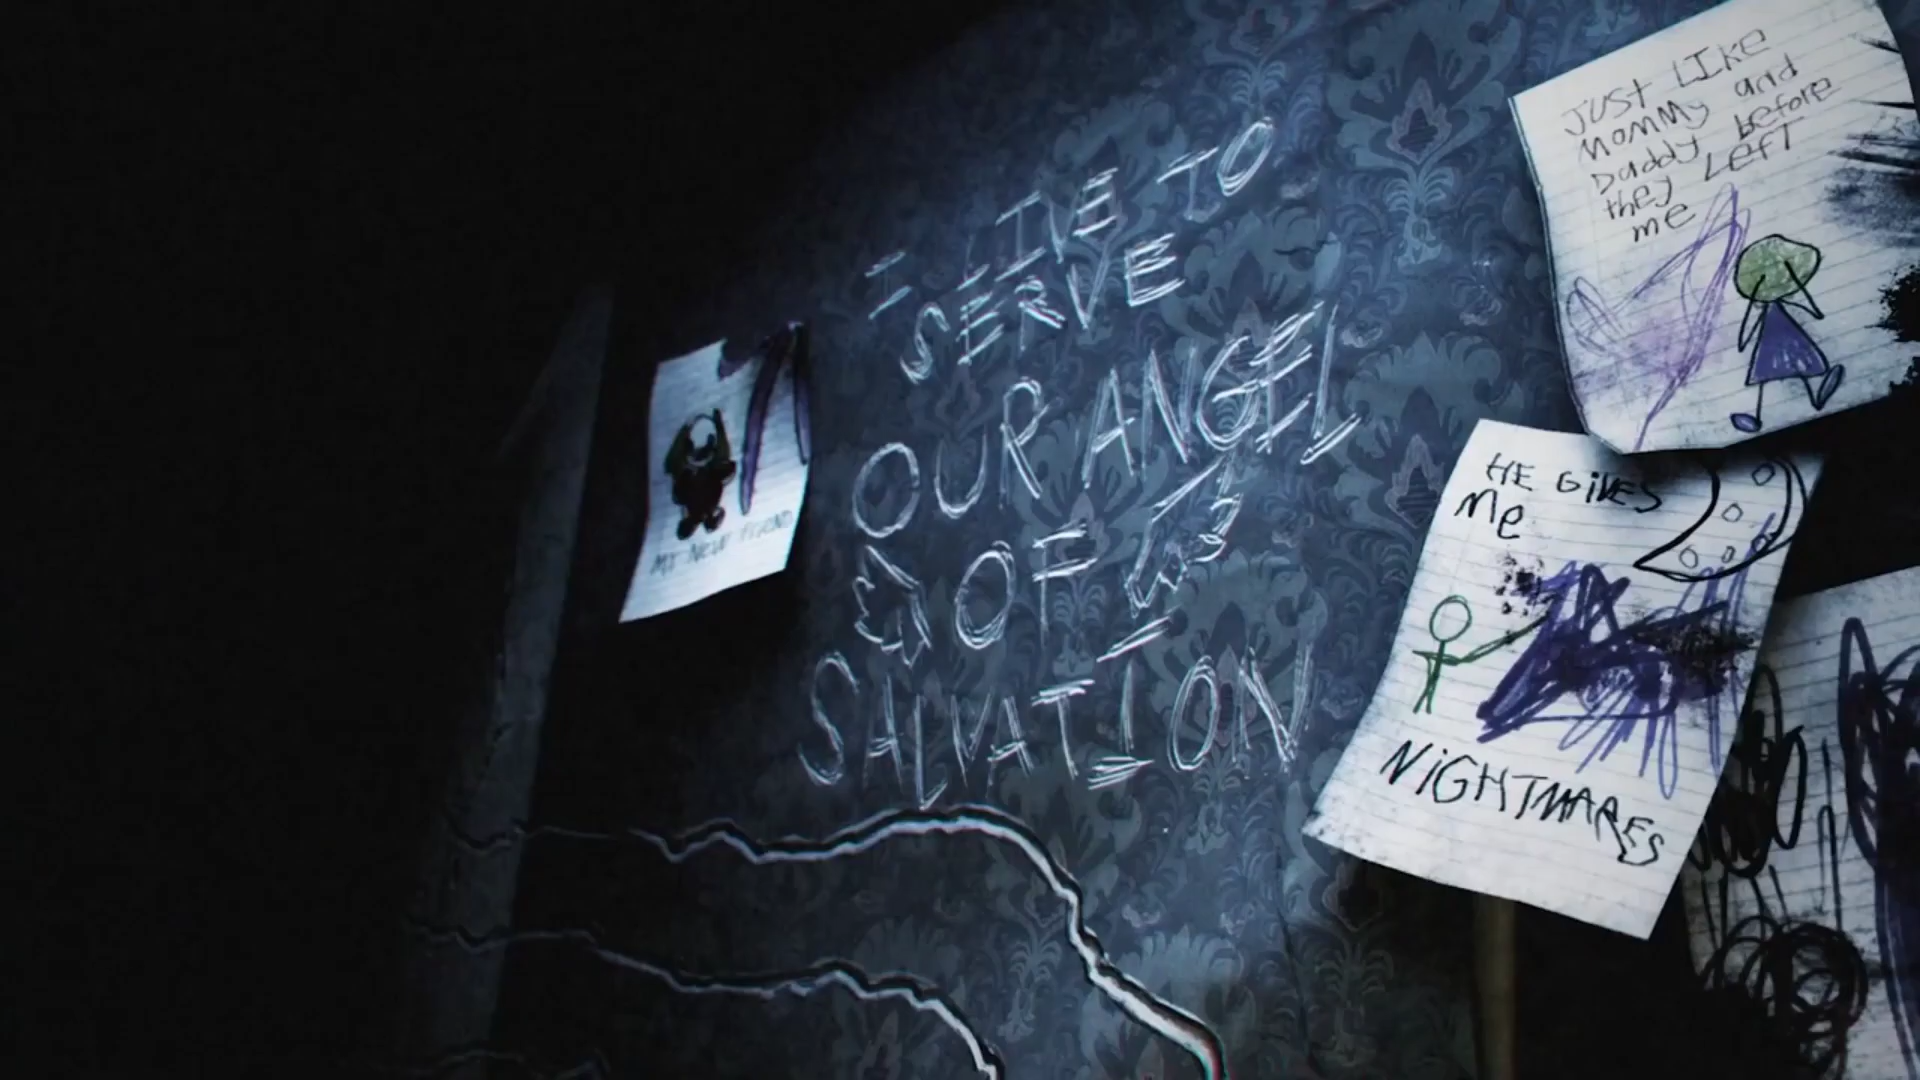 I LIVE TO
SERVE
OUR ANGEL
OF
SALVATION
MY NEW FRIEND
JUST LIKE
MOMMY and
Daddy before
they LEFT
me
HE GIVES
Me
NIGHTMARES